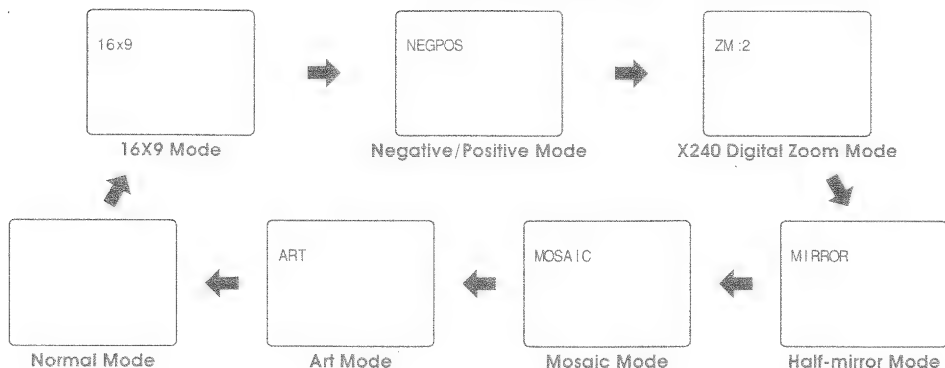 16x9
NEGPOS
ZM:2
16X9 Mode
Negative/Positive Mode
X240 Digital Zoom Mode
ART
MOSAIC
MIRROR
Normal Mode
Art Mode
Mosaic Mode
Half-mirror Mode